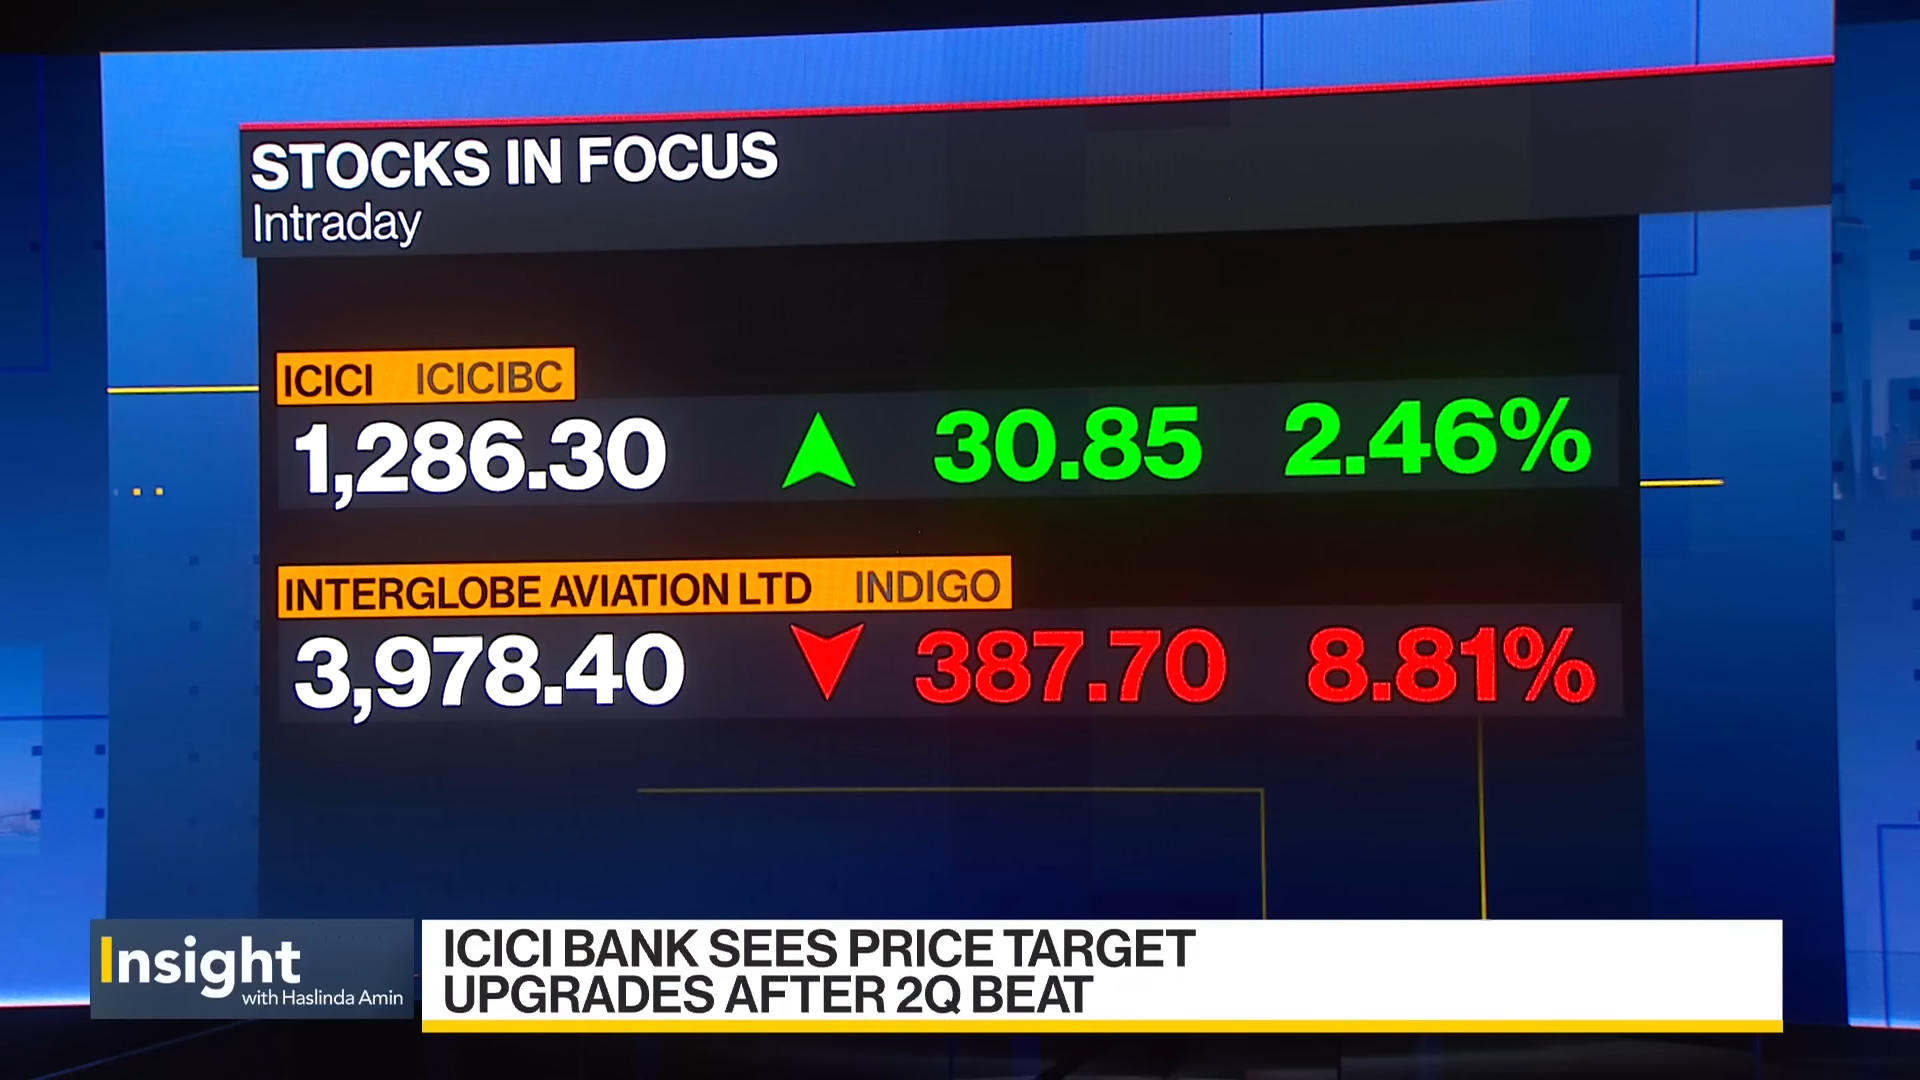 STOCKS IN FOCUS
Intraday
ICICI ICICIBC
1,286.30 30.85 2.46%
INTERGLOBE AVIATION LTD INDIGO
3,978.40 387.70 8.81%
Insight
with Haslinda Amin
ICICI BANK SEES PRICE TARGET
UPGRADES AFTER 2Q BEAT